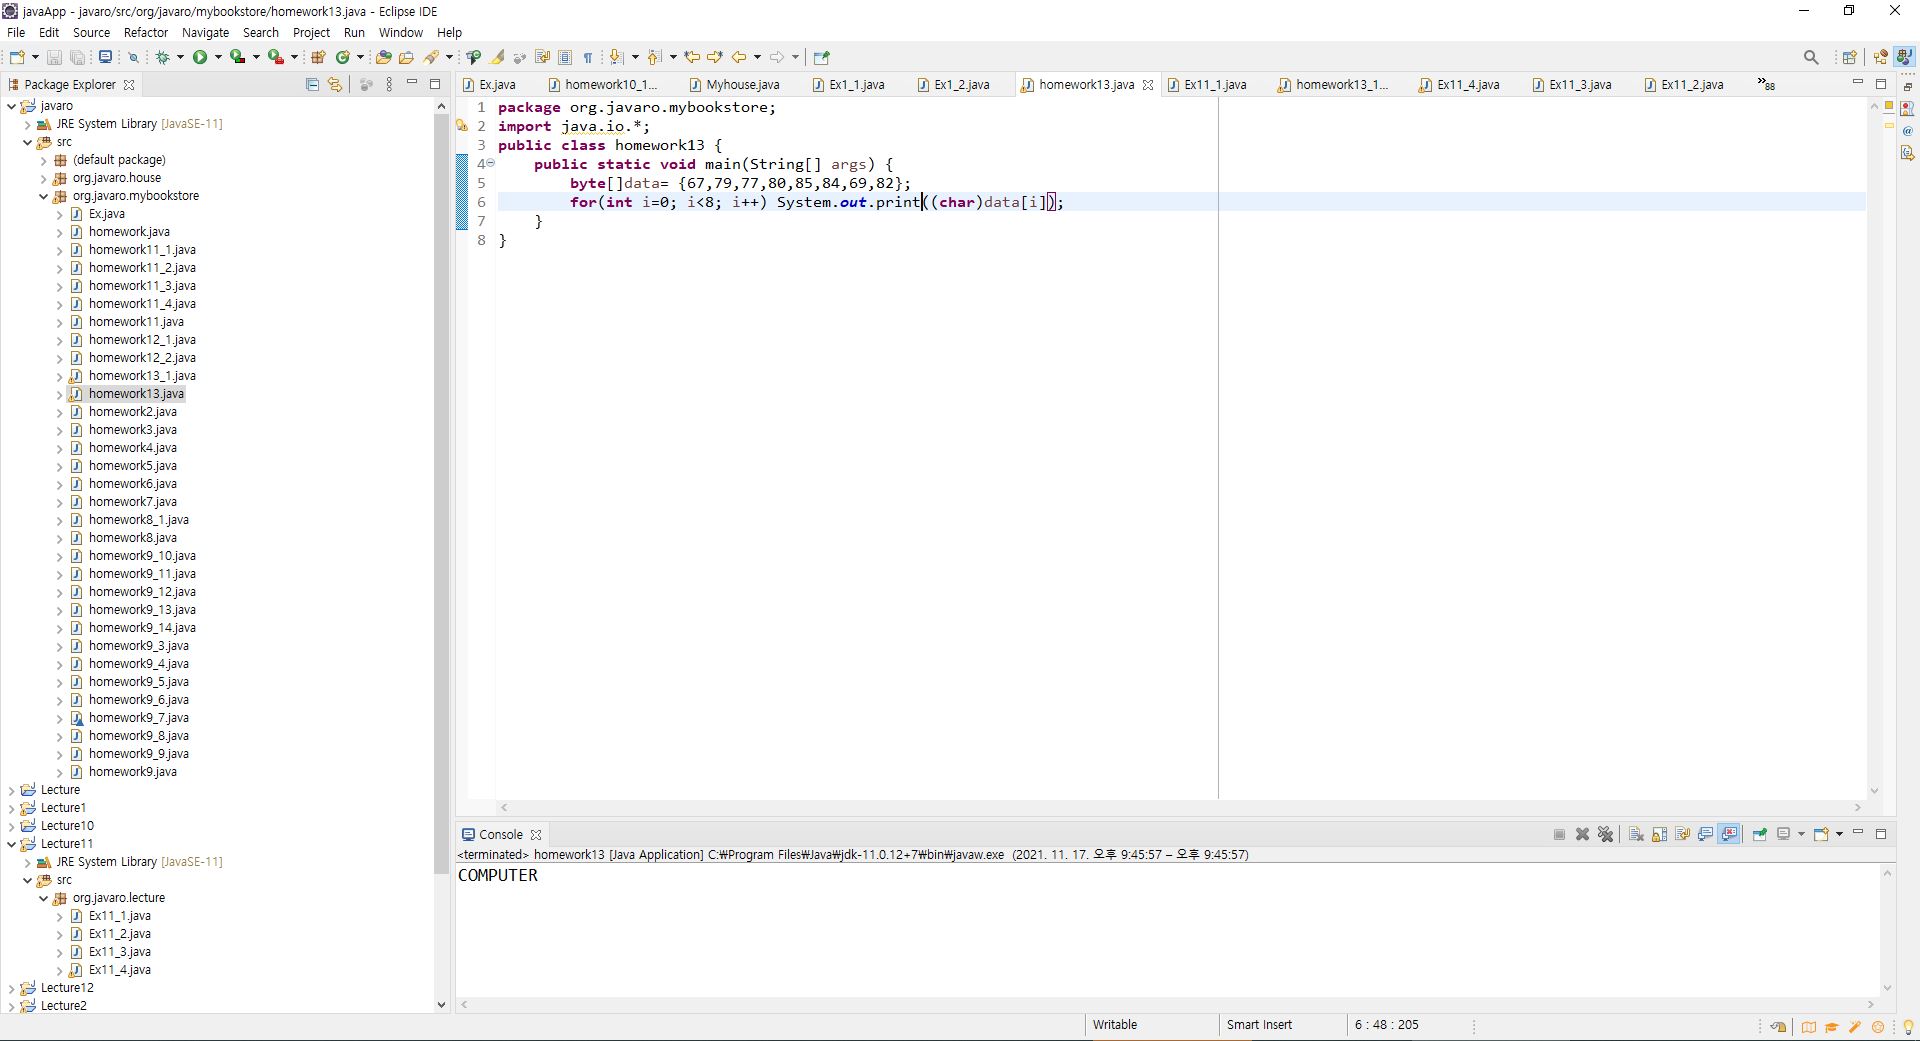 javaApp - javaro/src/org/javaro/mybookstore/homework13.java - Eclipse IDE
File Edit Source Refactor Navigate Search Project Run Window Help
Package Explorer
javaro
JRE System Library [JavaSE-11]
src
(default package)
org.javaro.house
org.javaro.mybookstore
Ex.java
homework.java
homework11_1.java
homework11_2.java
homework11_3.java
homework11_4.java
homework11.java
homework12_1.java
homework12_2.java
homework13_1.java
homework13.java
homework2.java
homework3.java
homework4.java
homework5.java
homework6.java
homework7.java
homework8_1.java
homework8.java
homework9_10.java
homework9_11.java
homework9_12.java
homework9_13.java
homework9_14.java
homework9_3.java
homework9_4.java
homework9_5.java
homework9_6.java
homework9_7.java
homework9_8.java
homework9_9.java
homework9.java
Lecture
Lecture1
Lecture10
Lecture11
JRE System Library [JavaSE-11]
src
org.javaro.lecture
Ex11_1.java
Ex11_2.java
Ex11_3.java
Ex11_4.java
Lecture12
Lecture2
Ex.java homework10_1... Myhouse.java Ex1_1.java Ex1_2.java homework13.java Ex11_1.java homework13_1... Ex11_4.java Ex11_3.java Ex11_2.java »88
1 package org.javaro.mybookstore;
2 import java.io.*;
3 public class homework13 {
4 public static void main(String[] args) {
5 byte[]data= {67,79,77,80,85,84,69,82};
6 for(int i=0; i<8; i++) System.out.print((char)data[i]);
7 }
8 }
Console
<terminated> homework13 [Java Application] C:₩Program Files₩Java₩jdk-11.0.12+7₩bin₩javaw.exe (2021. 11. 17. 오후 9:45:57 – 오후 9:45:57)
COMPUTER
Writable Smart Insert 6 : 48 : 205